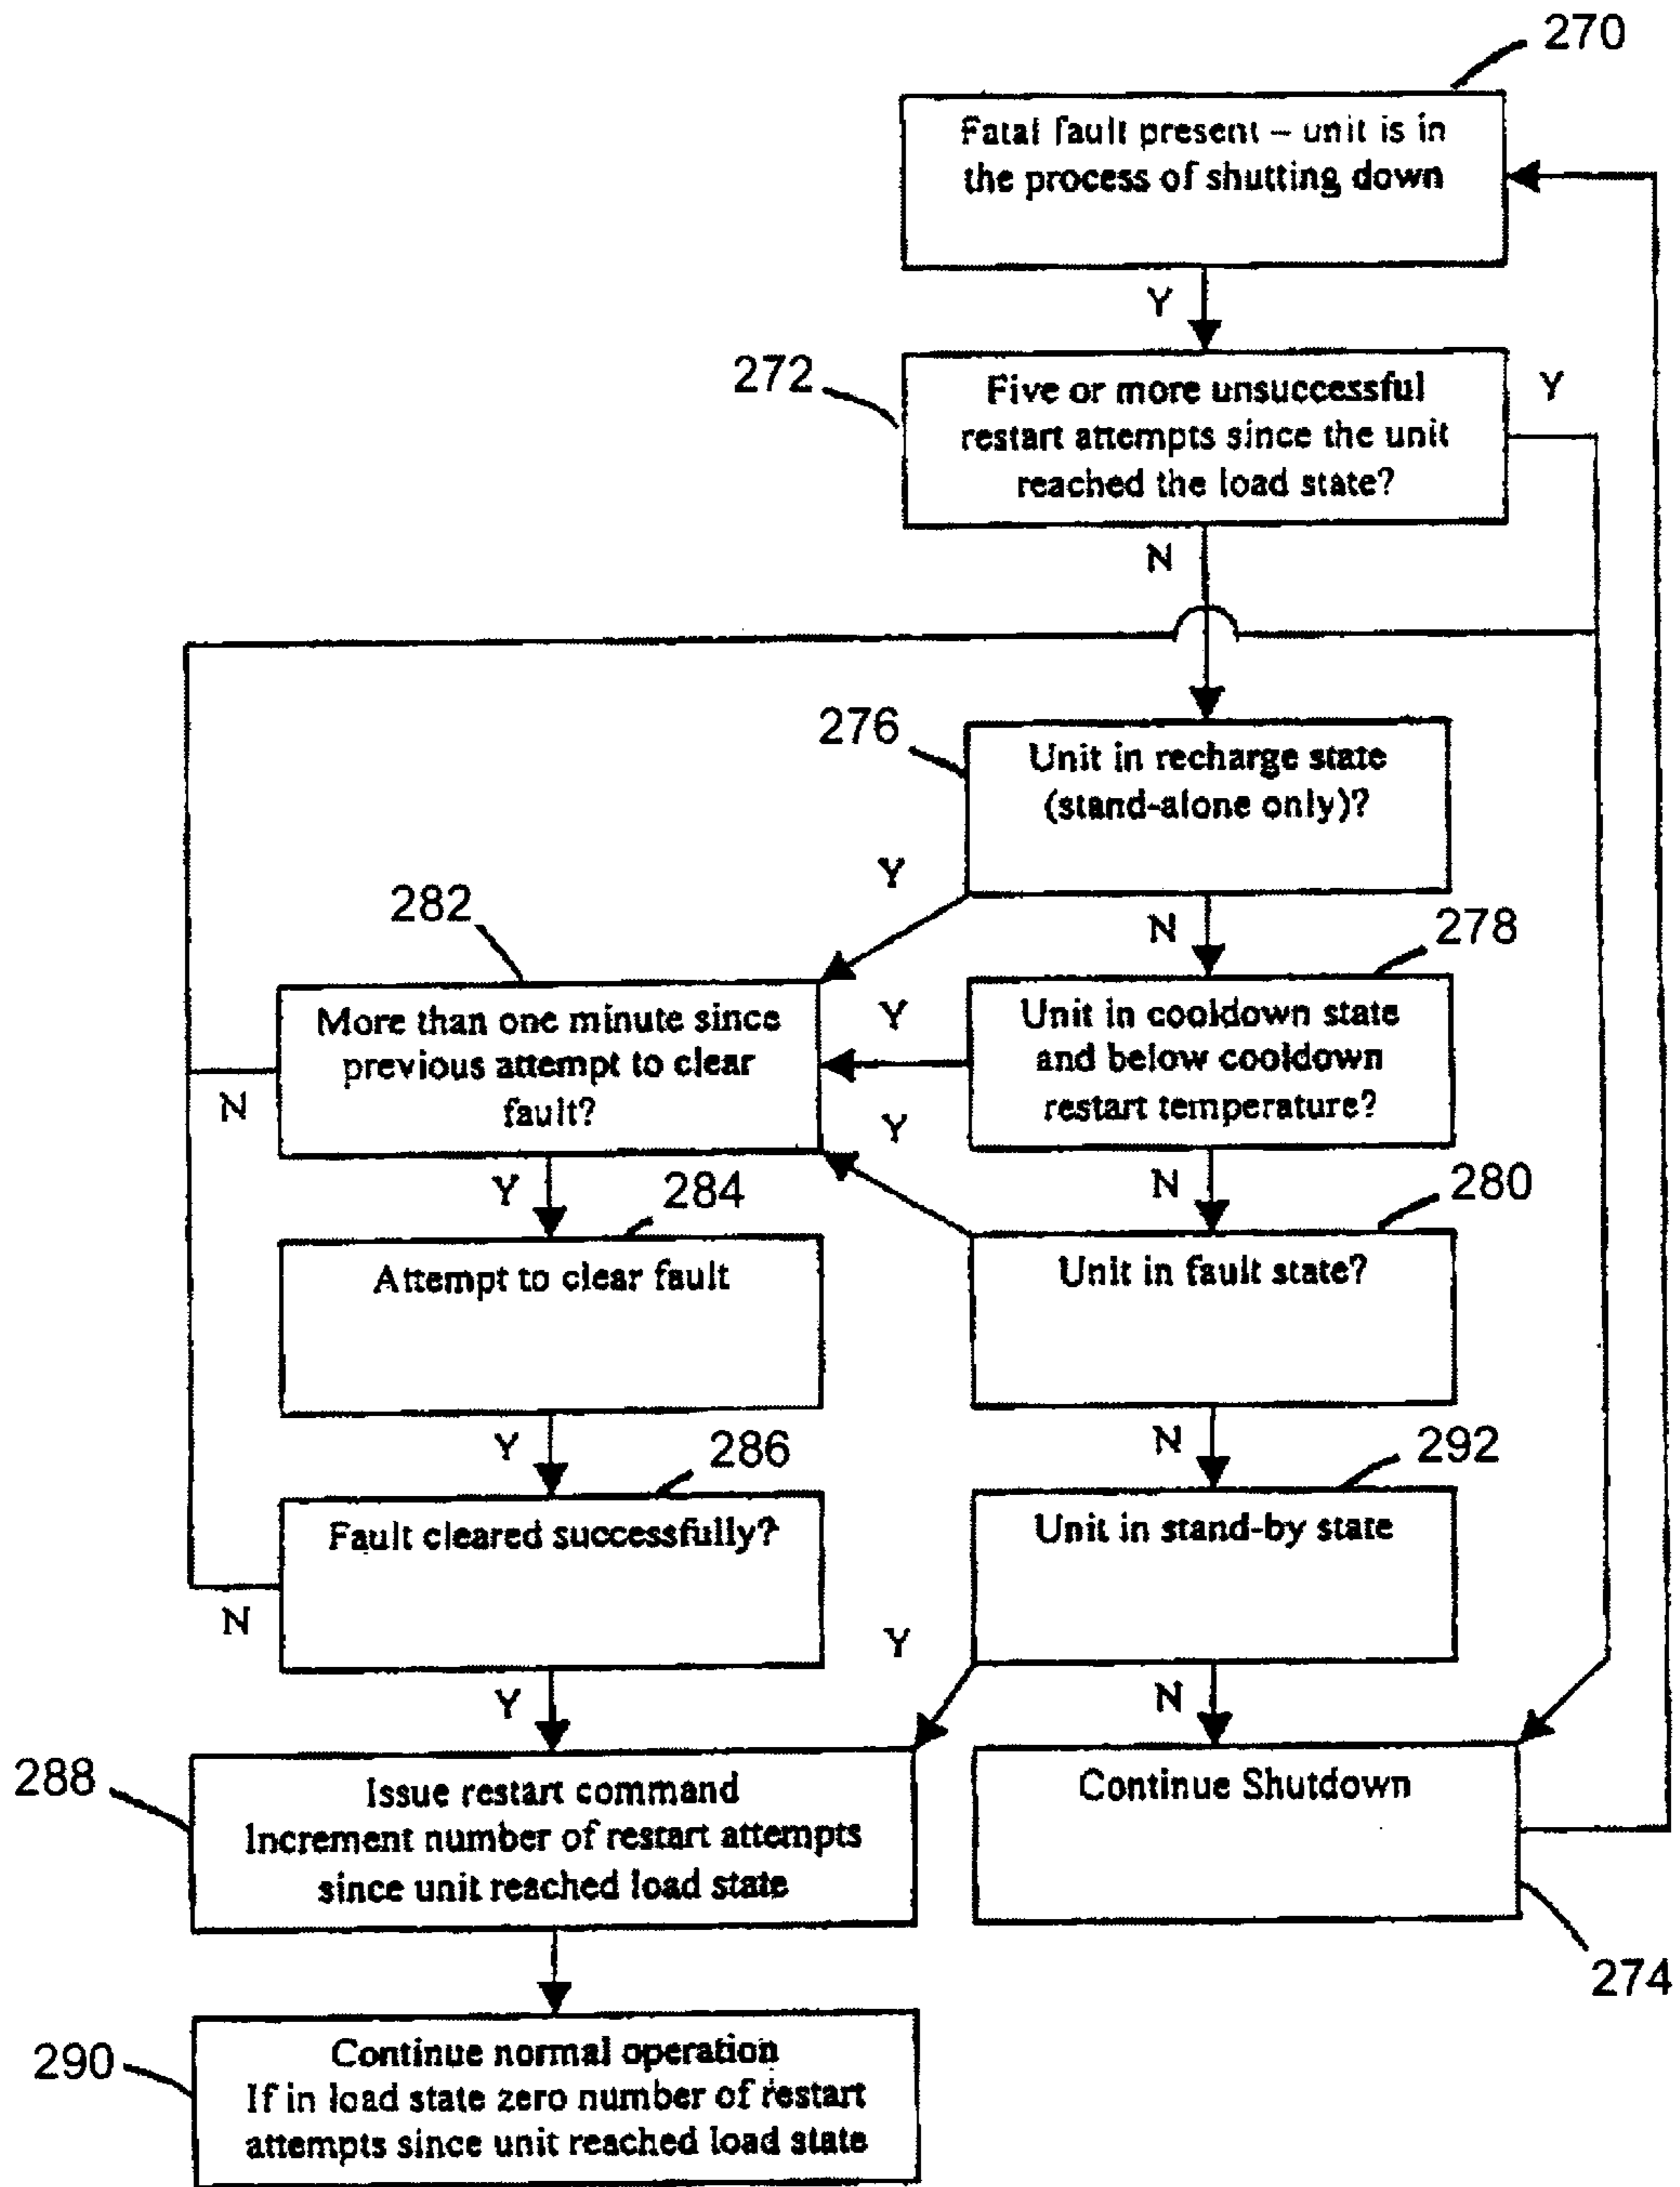 270
Fatal fault present – unit is in
the process of shutting down
Y
272
Five or more unsuccessful
restart attempts since the unit
reached the load state?
Y
N
276
Unit in recharge state
(stand-alone only)?
Y
N
282
278
More than one minute since
previous attempt to clear
fault?
Y
Unit in cooldown state
and below cooldown
restart temperature?
N
Y
Y
284
N
280
Attempt to clear fault
Unit in fault state?
Y
286
N
292
Fault cleared successfully?
Unit in stand-by state
N
Y
Y
N
288
Issue restart command
Increment number of restart attempts
since unit reached load state
Continue Shutdown
274
290
Continue normal operation
If in load state zero number of restart
attempts since unit reached load state